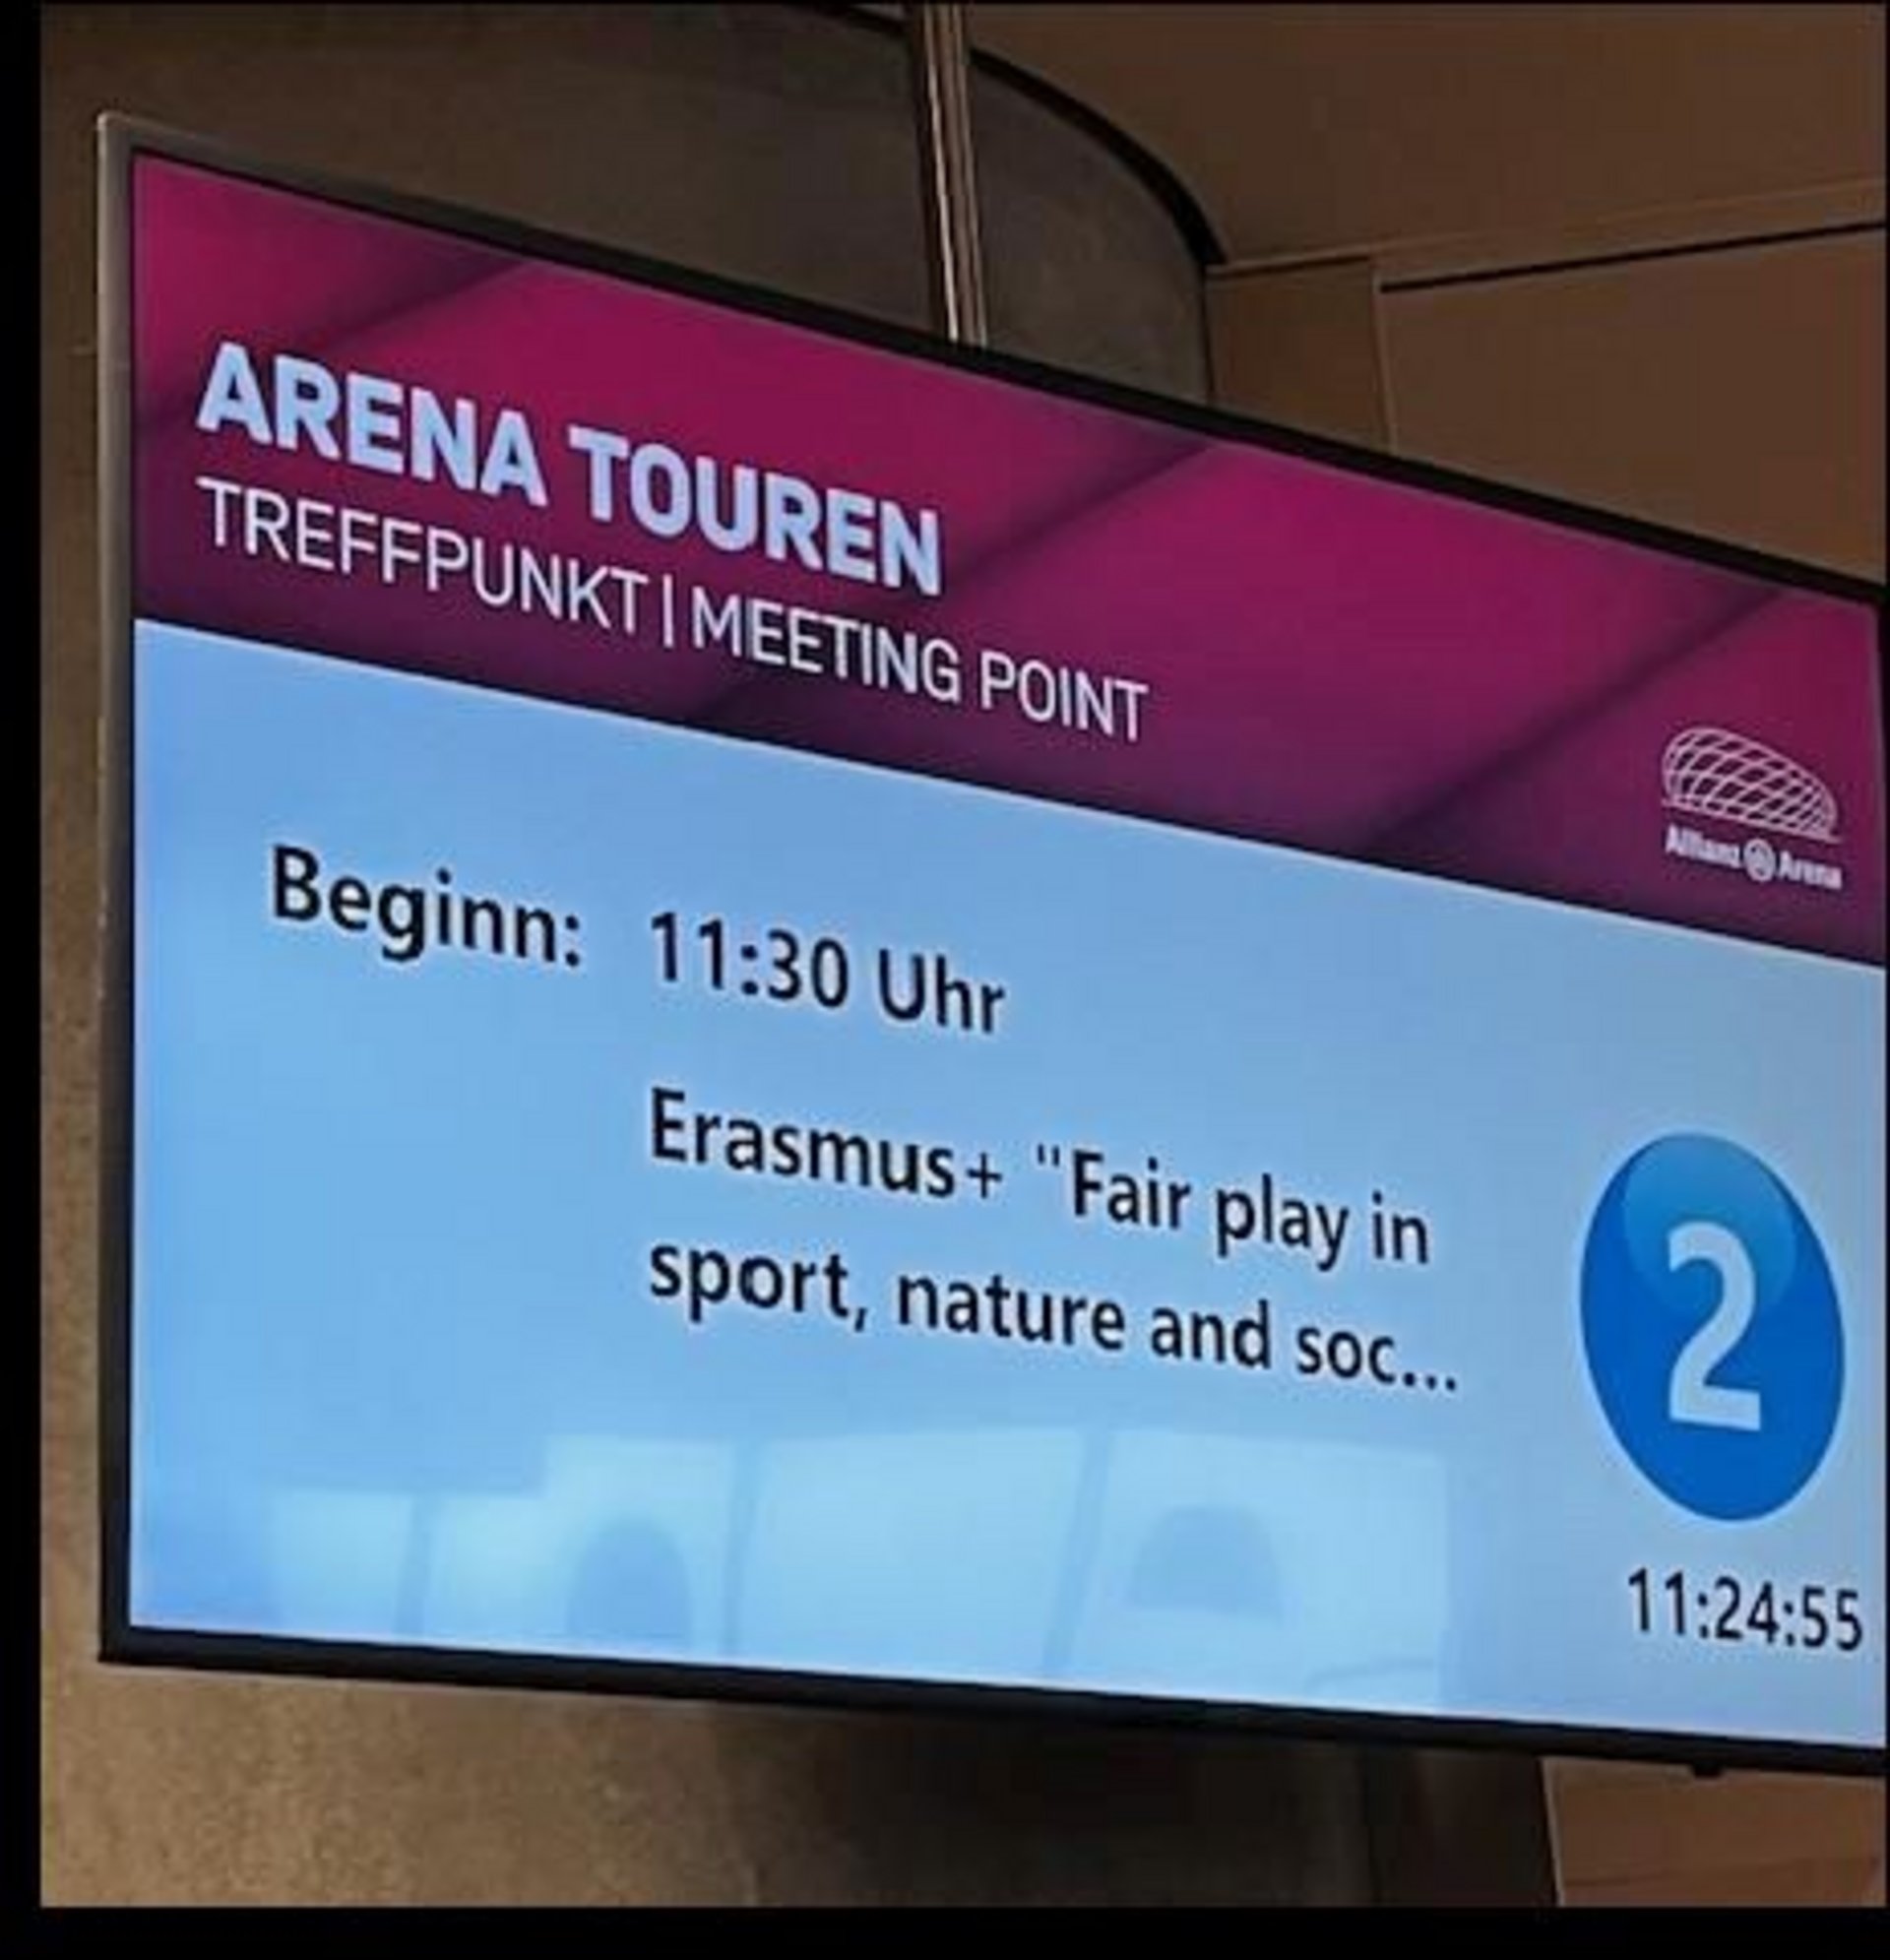 ARENA TOUREN
TREFFPUNKT | MEETING POINT
Allianz Arena
Beginn: 11:30 Uhr
Erasmus+ "Fair play in
sport, nature and soc...
2
11:24:55